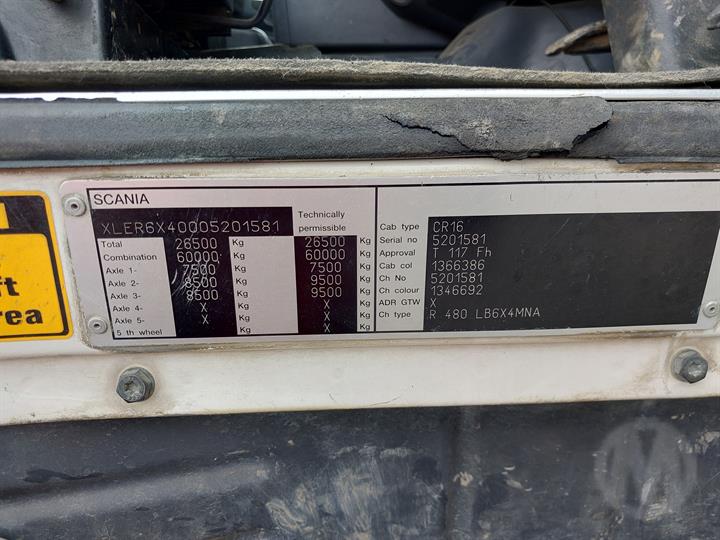 SCANIA
XLER6X40005201581 Technically permissible
Total 26500 Kg 26500 Kg
Combination 60000 Kg 60000 Kg
Axle 1- 7500 Kg 7500 Kg
Axle 2- 8500 Kg 9500 Kg
Axle 3- 8500 Kg 9500 Kg
Axle 4- X Kg X Kg
Axle 5- X Kg X Kg
5 th wheel X Kg X Kg
Cab type CR16
Serial no 5201581
Approval T 117 Fh
Cab col 1366386
Ch No 5201581
Ch colour 1346692
ADR GTW X
Ch type R 480 LB6X4MNA
ft
rea
M